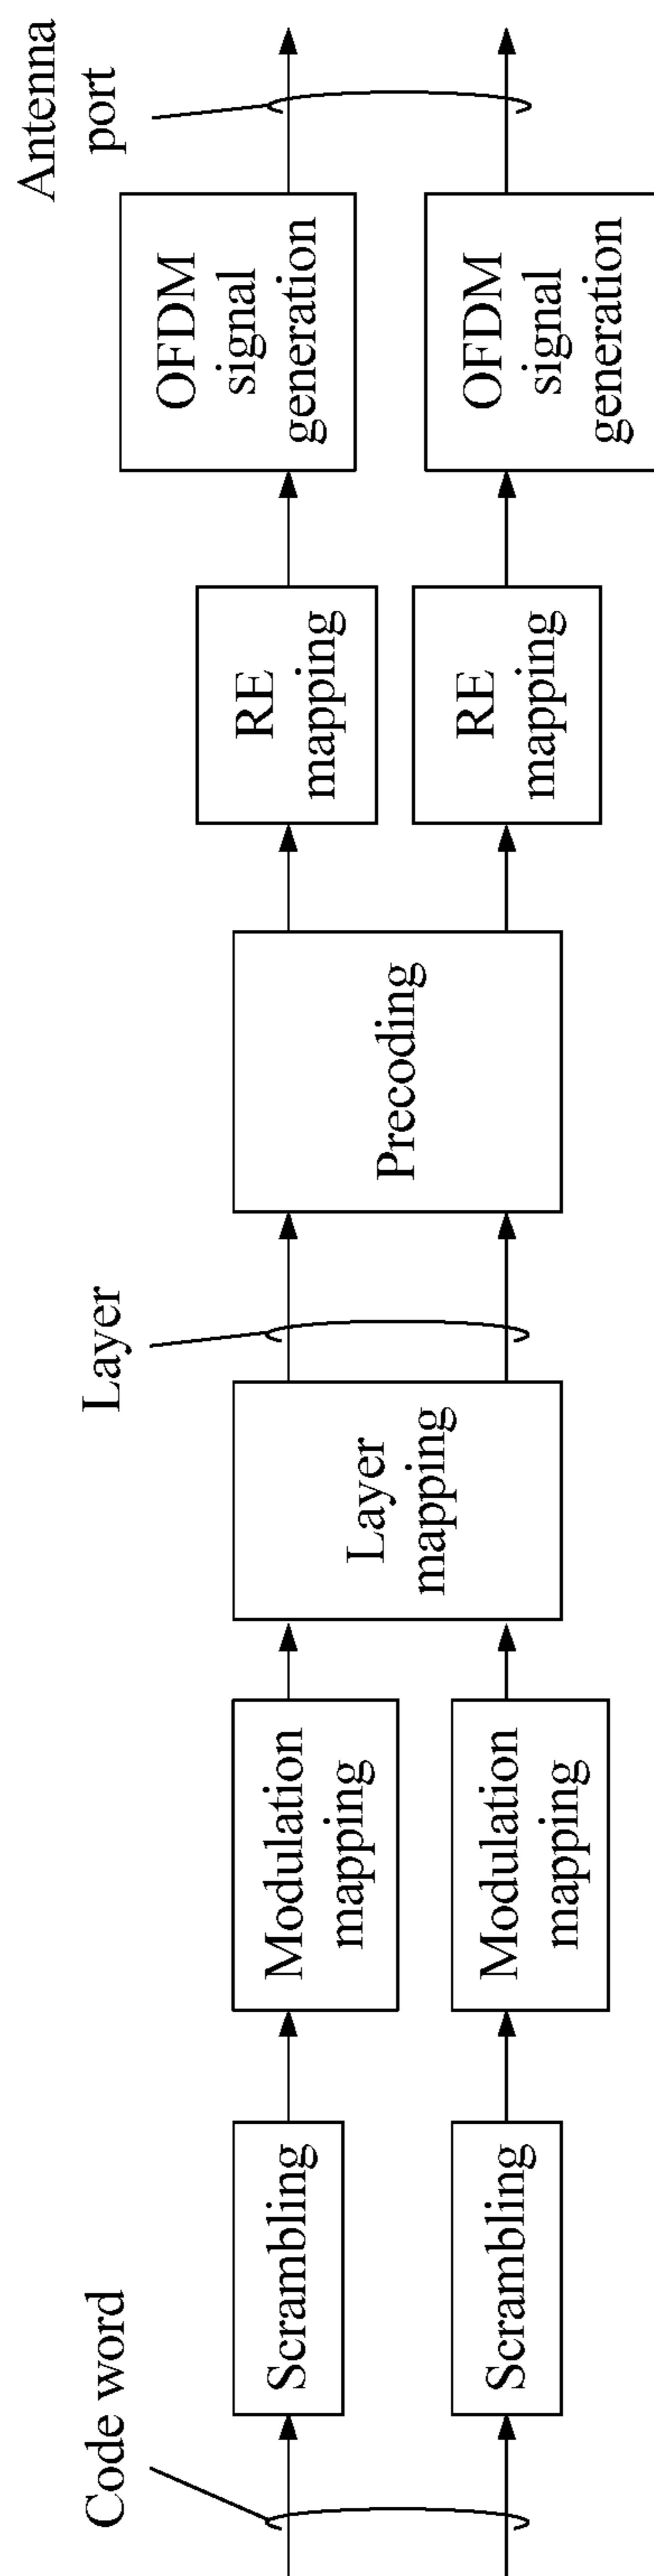 Code word
Scrambling
Scrambling
Modulation
mapping
Modulation
mapping
Layer
mapping
Layer
Precoding
RE
mapping
RE
mapping
OFDM
signal
generation
OFDM
signal
generation
Antenna
port